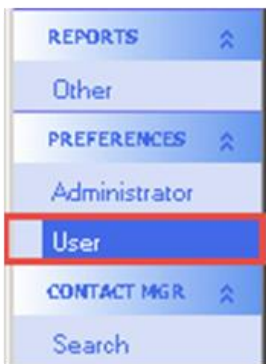 REPORTS
Other
PREFERENCES
Administrator
User
CONTACT MGR
Search